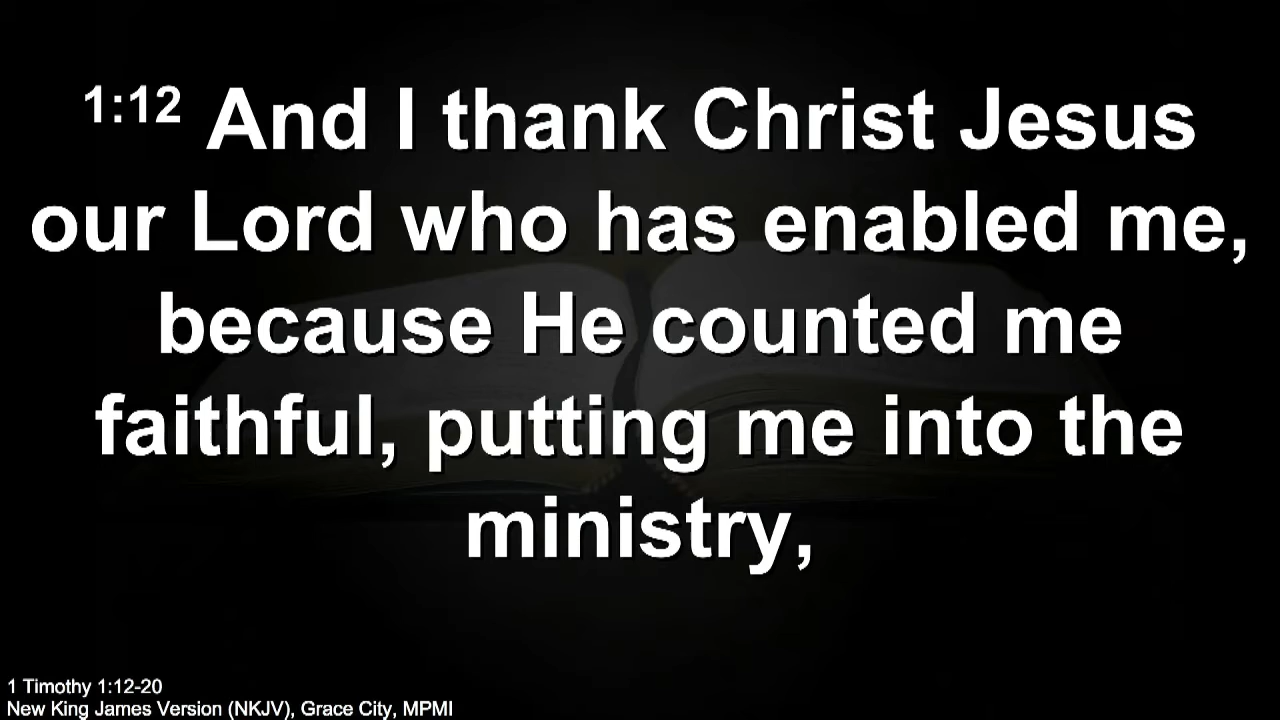 1:12 And I thank Christ Jesus
our Lord who has enabled me,
because He counted me
faithful, putting me into the
ministry,
1 Timothy 1:12-20
New King James Version (NKJV), Grace City, MPMI